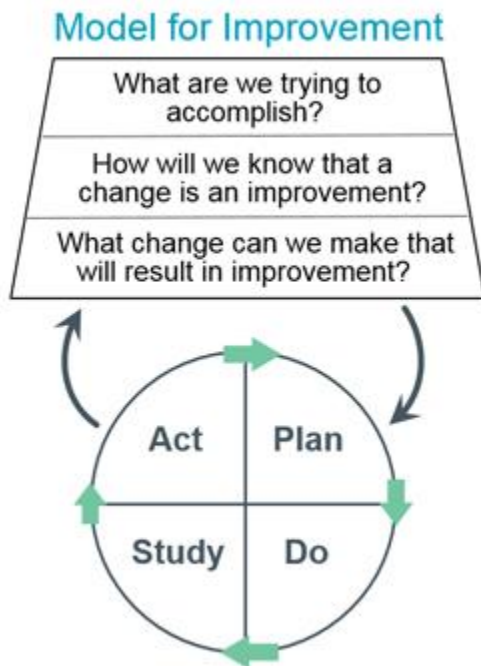 Model for Improvement
What are we trying to
accomplish?
How will we know that a
change is an improvement?
What change can we make that
will result in improvement?
Act
Plan
Study
Do